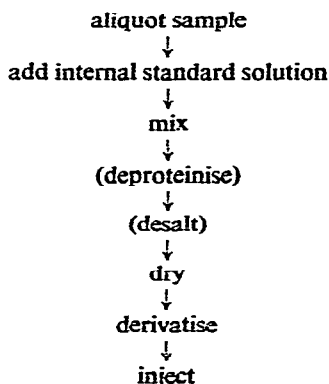 aliquot sample
↓
add internal standard solution
↓
mix
↓
(deproteinise)
↓
(desalt)
↓
dry
↓
derivatise
↓
inject